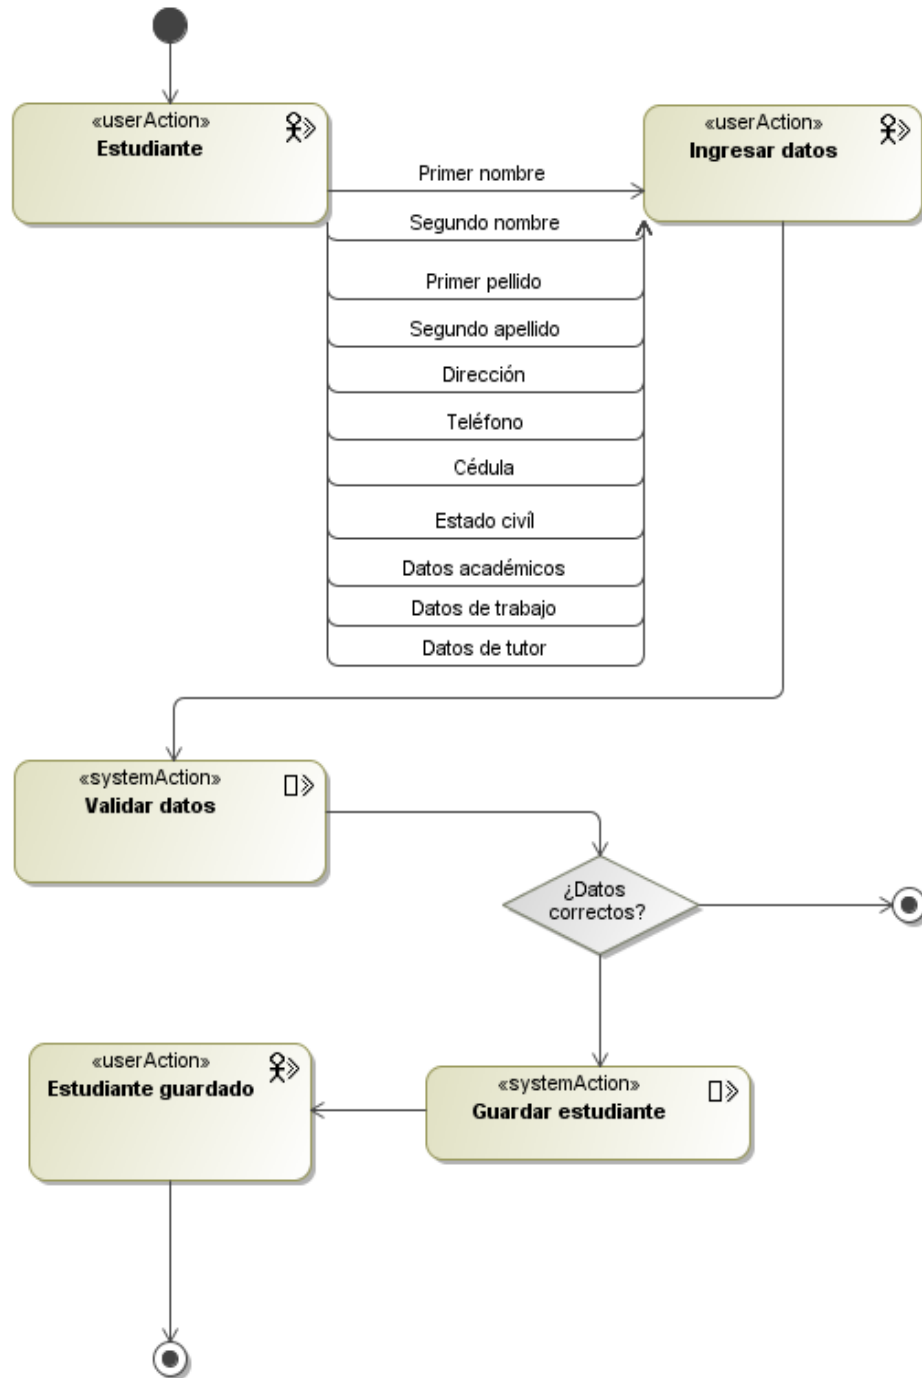 «userAction»
Estudiante
«userAction»
Ingresar datos
Primer nombre
Segundo nombre
Primer pellido
Segundo apellido
Dirección
Teléfono
Cédula
Estado civíl
Datos académicos
Datos de trabajo
Datos de tutor
«systemAction»
Validar datos
¿Datos
correctos?
«userAction»
Estudiante guardado
«systemAction»
Guardar estudiante